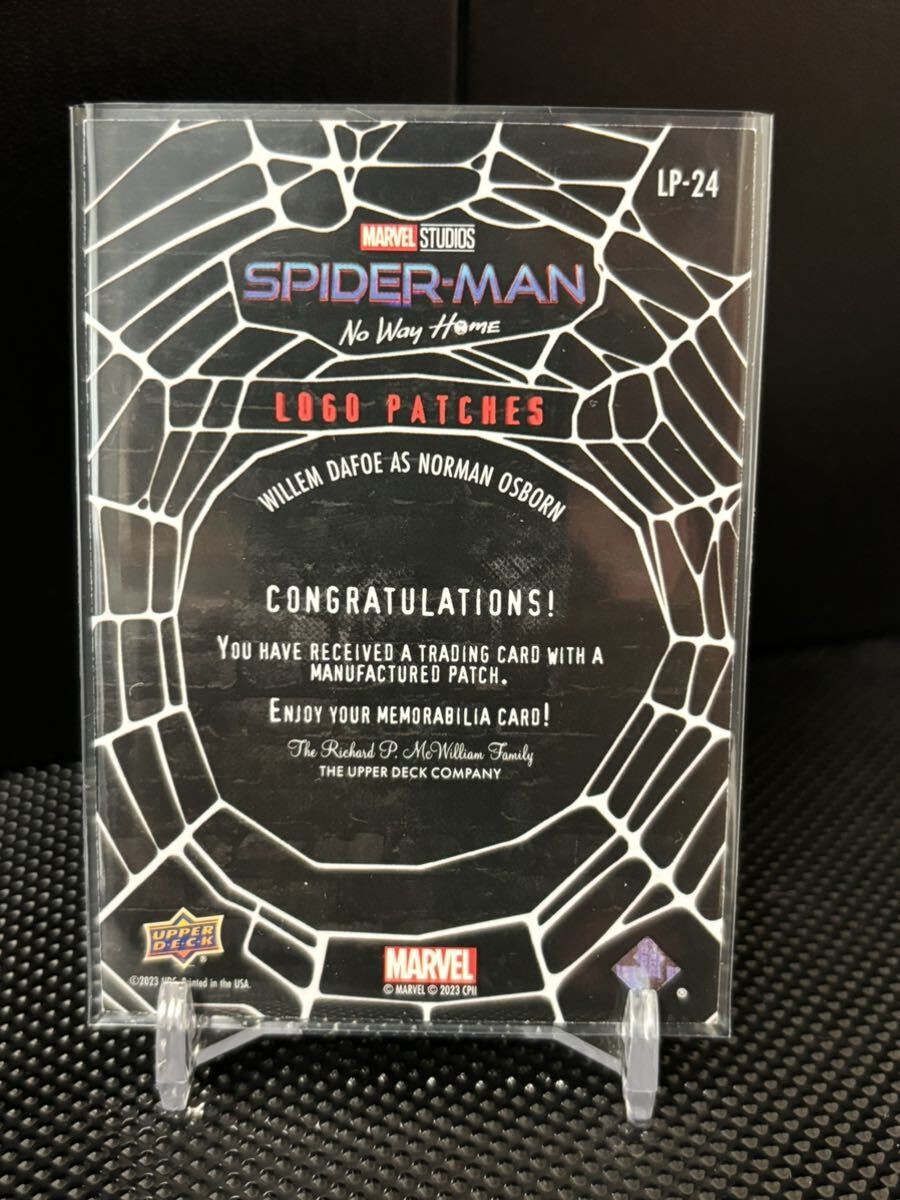 LP-24
MARVEL STUDIOS
SPIDER-MAN
No Way Home
LOGO PATCHES
WILLEM DAFOE AS NORMAN OSBORN
CONGRATULATIONS!
YOU HAVE RECEIVED A TRADING CARD WITH A
MANUFACTURED PATCH.
ENJOY YOUR MEMORABILIA CARD!
The Richard P. McWilliam Family
THE UPPER DECK COMPANY
UPPER
D·E·C·K
®
©2023 Printed in the USA.
MARVEL
© MARVEL © 2023 CPII
®